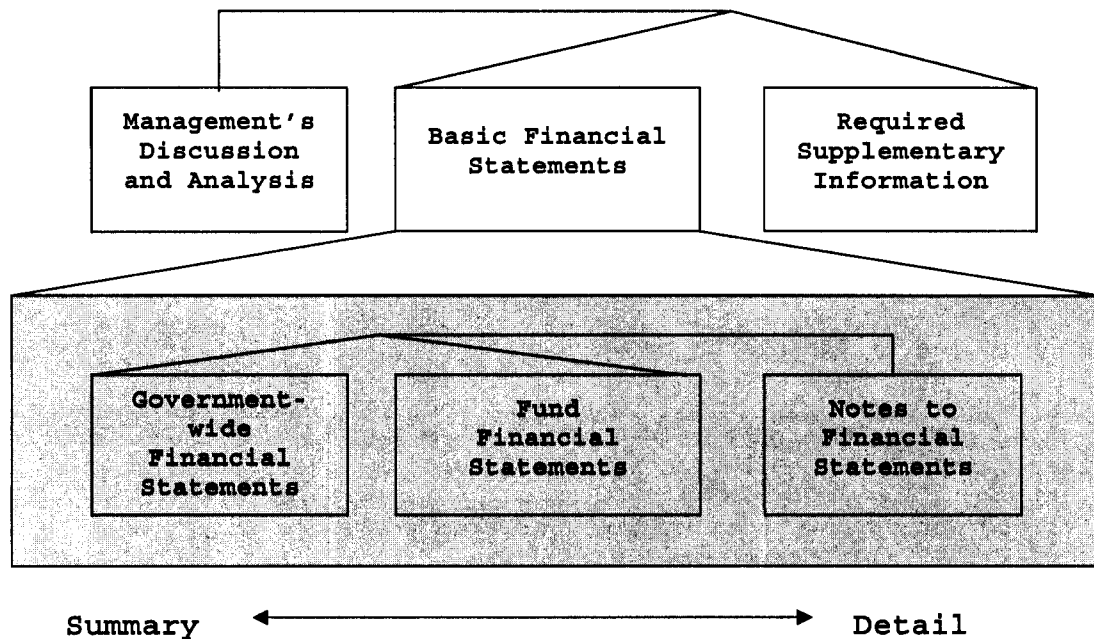 Management's
Discussion
and Analysis
Basic Financial
Statements
Required
Supplementary
Information
Government-
wide
Financial
Statements
Fund
Financial
Statements
Notes to
Financial
Statements
Summary
Detail